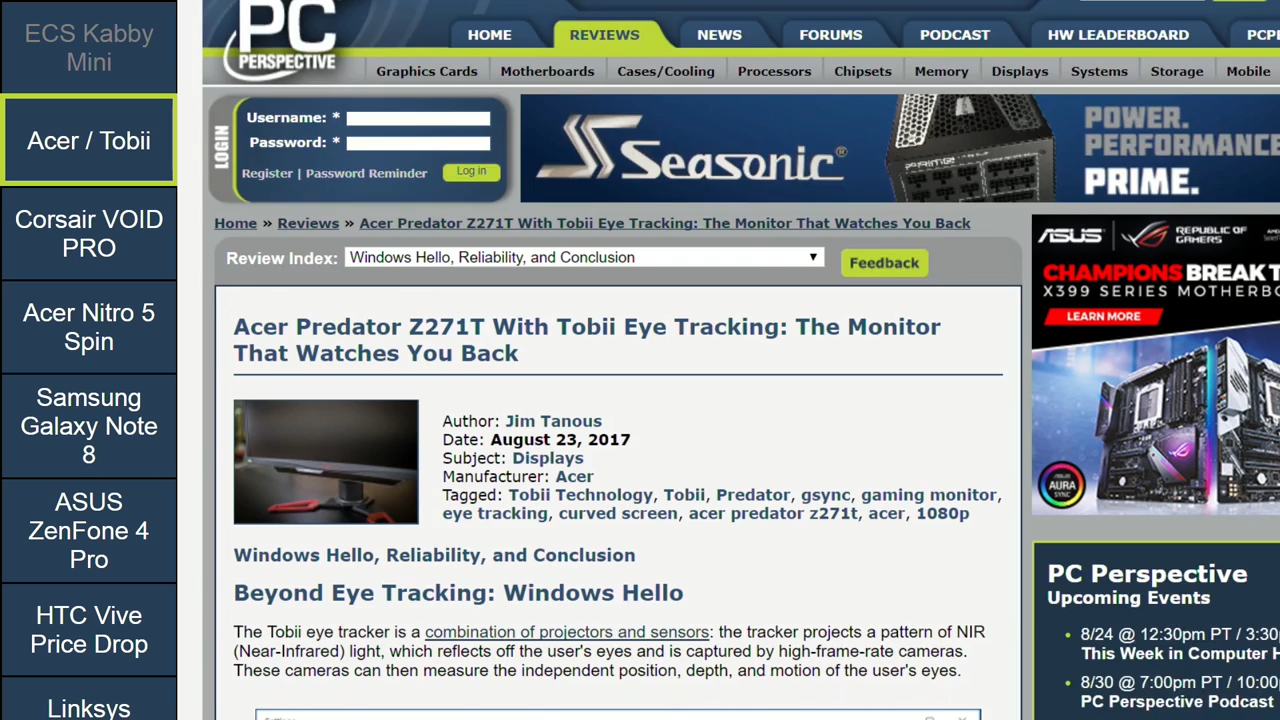 ECS Kabby
Mini
Acer / Tobii
Corsair VOID
PRO
Acer Nitro 5
Spin
Samsung
Galaxy Note
8
ASUS
ZenFone 4
Pro
HTC Vive
Price Drop
Linksys
PC
PERSPECTIVE
HOME
REVIEWS
NEWS
FORUMS
PODCAST
HW LEADERBOARD
PCPE
Graphics Cards
Motherboards
Cases/Cooling
Processors
Chipsets
Memory
Displays
Systems
Storage
Mobile
LOGIN
Username: *
Password: *
Register | Password Reminder
Log in
Seasonic®
PRIME
POWER.
PERFORMANCE
PRIME.
Home » Reviews » Acer Predator Z271T With Tobii Eye Tracking: The Monitor That Watches You Back
Review Index:
Windows Hello, Reliability, and Conclusion
Feedback
Acer Predator Z271T With Tobii Eye Tracking: The Monitor
That Watches You Back
Author: Jim Tanous
Date: August 23, 2017
Subject: Displays
Manufacturer: Acer
Tagged: Tobii Technology, Tobii, Predator, gsync, gaming monitor,
eye tracking, curved screen, acer predator z271t, acer, 1080p
Windows Hello, Reliability, and Conclusion
Beyond Eye Tracking: Windows Hello
The Tobii eye tracker is a combination of projectors and sensors: the tracker projects a pattern of NIR
(Near-Infrared) light, which reflects off the user's eyes and is captured by high-frame-rate cameras.
These cameras can then measure the independent position, depth, and motion of the user's eyes.
ASUS
REPUBLIC OF
GAMERS
CHAMPIONS BREAK T
X399 SERIES MOTHERBO
LEARN MORE
AURA
SYNC
PC Perspective
Upcoming Events
8/24 @ 12:30pm PT / 3:30
This Week in Computer H
8/30 @ 7:00pm PT / 10:00
PC Perspective Podcast